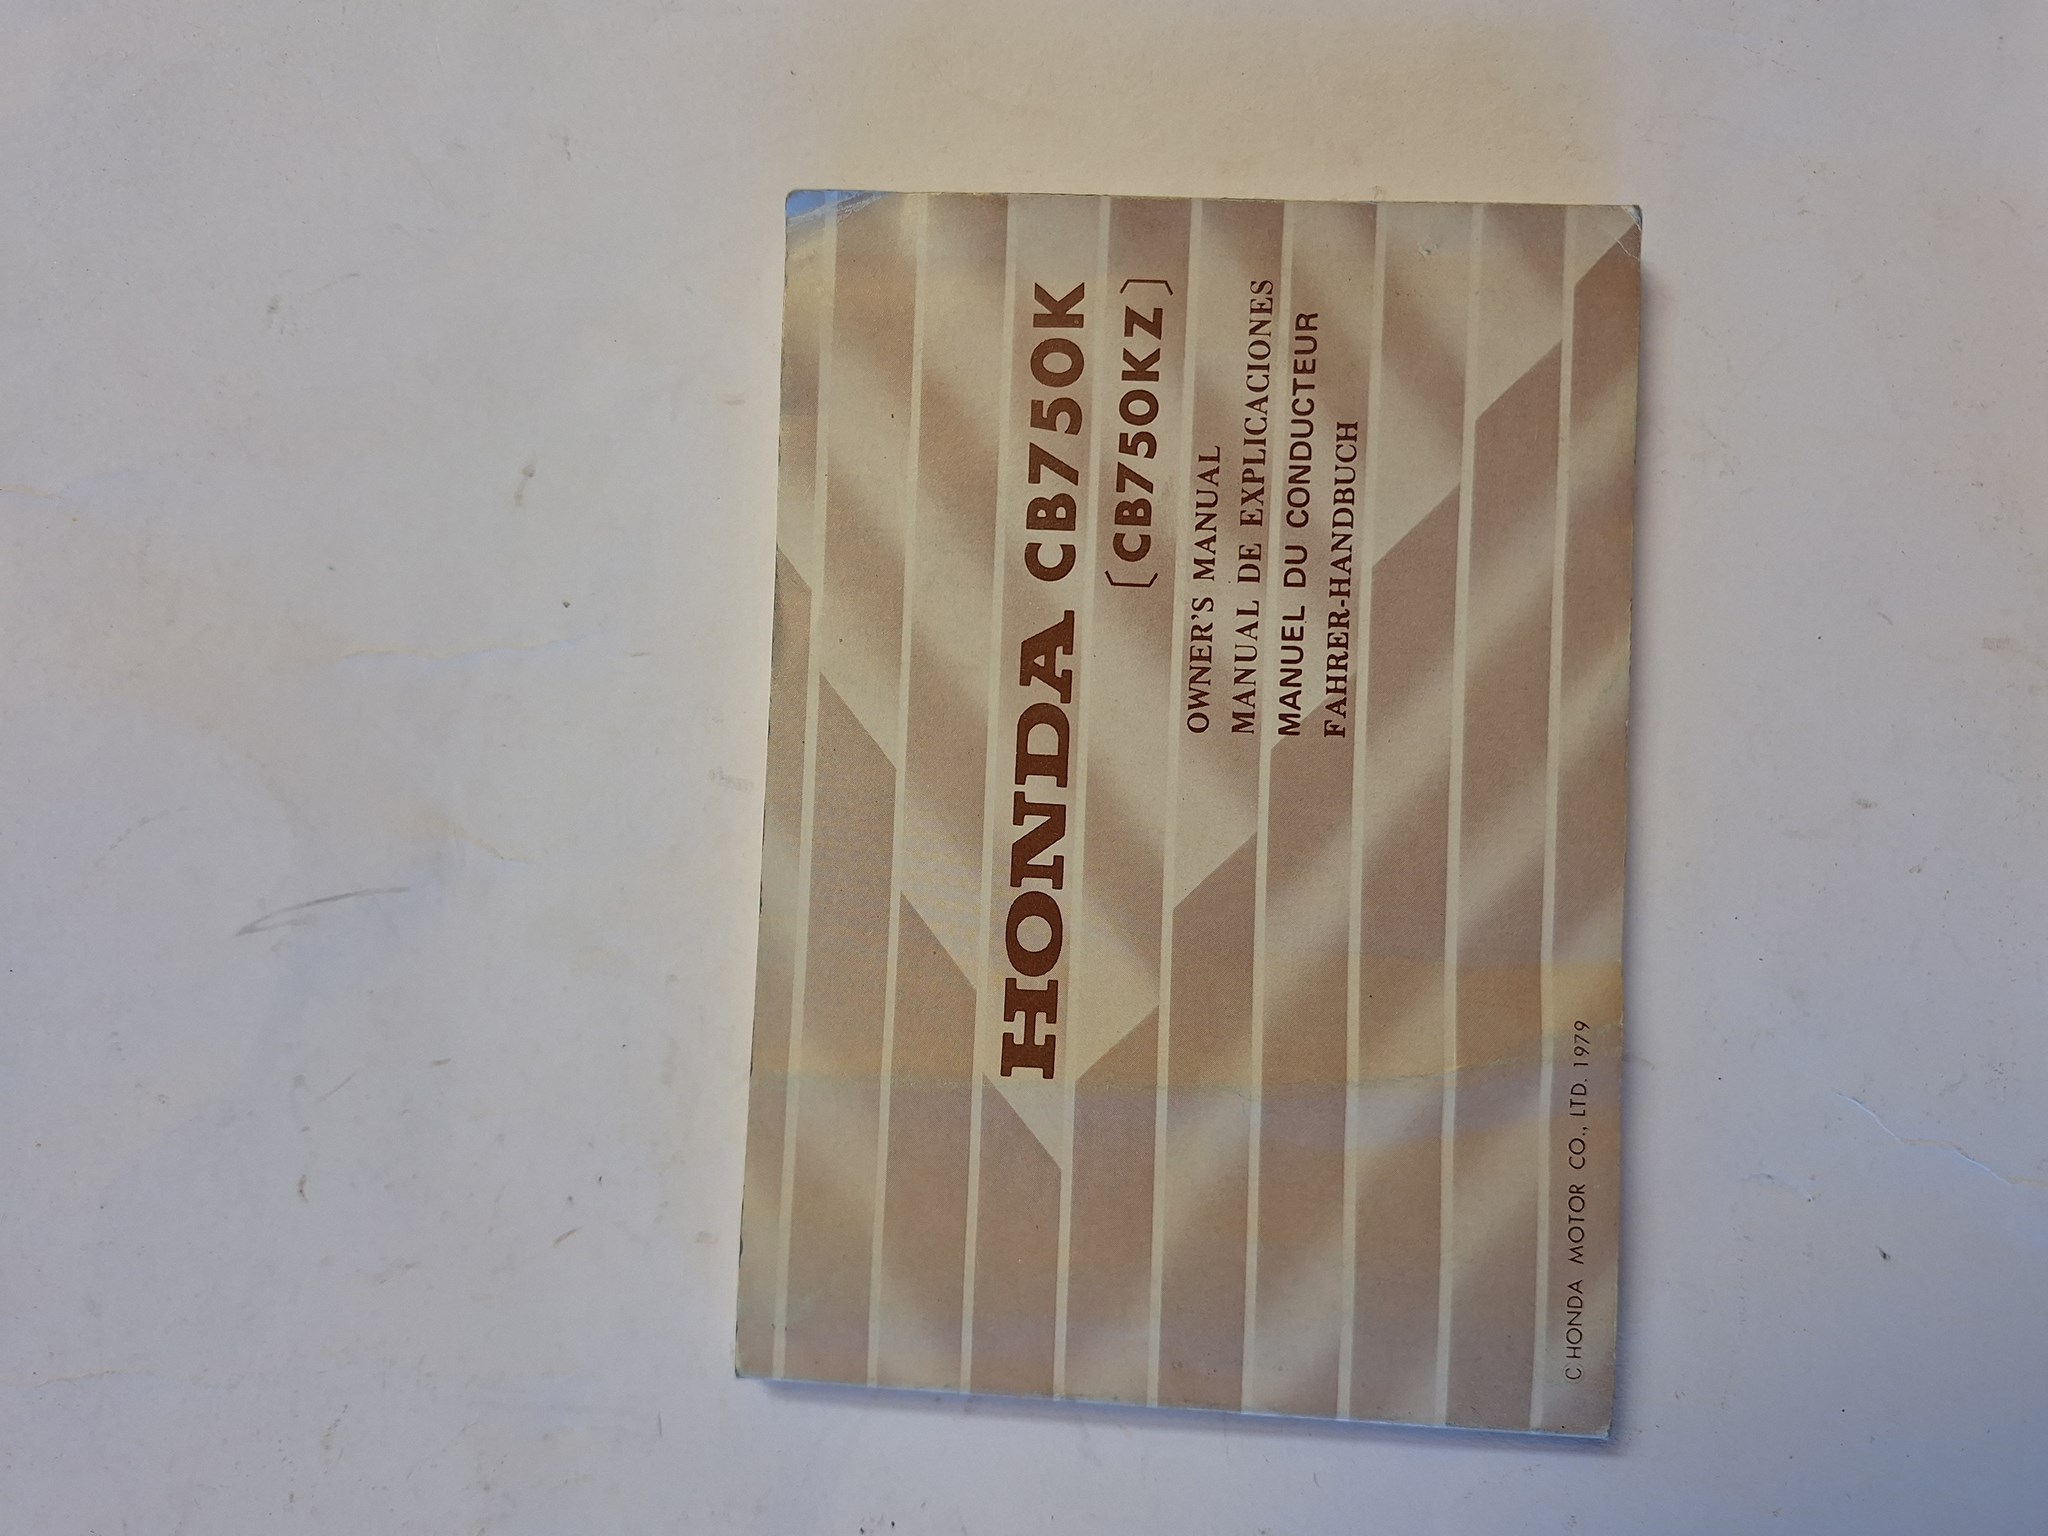 HONDA CB750K
[CB750KZ]
OWNER'S MANUAL
MANUAL DE EXPLICACIONES
MANUEL DU CONDUCTEUR
FAHRER-HANDBUCH
© HONDA MOTOR CO., LTD. 1979